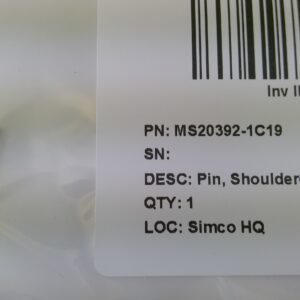 Inv I
PN: MS20392-1C19
SN:
DESC: Pin, Shoulder
QTY: 1
LOC: Simco HQ